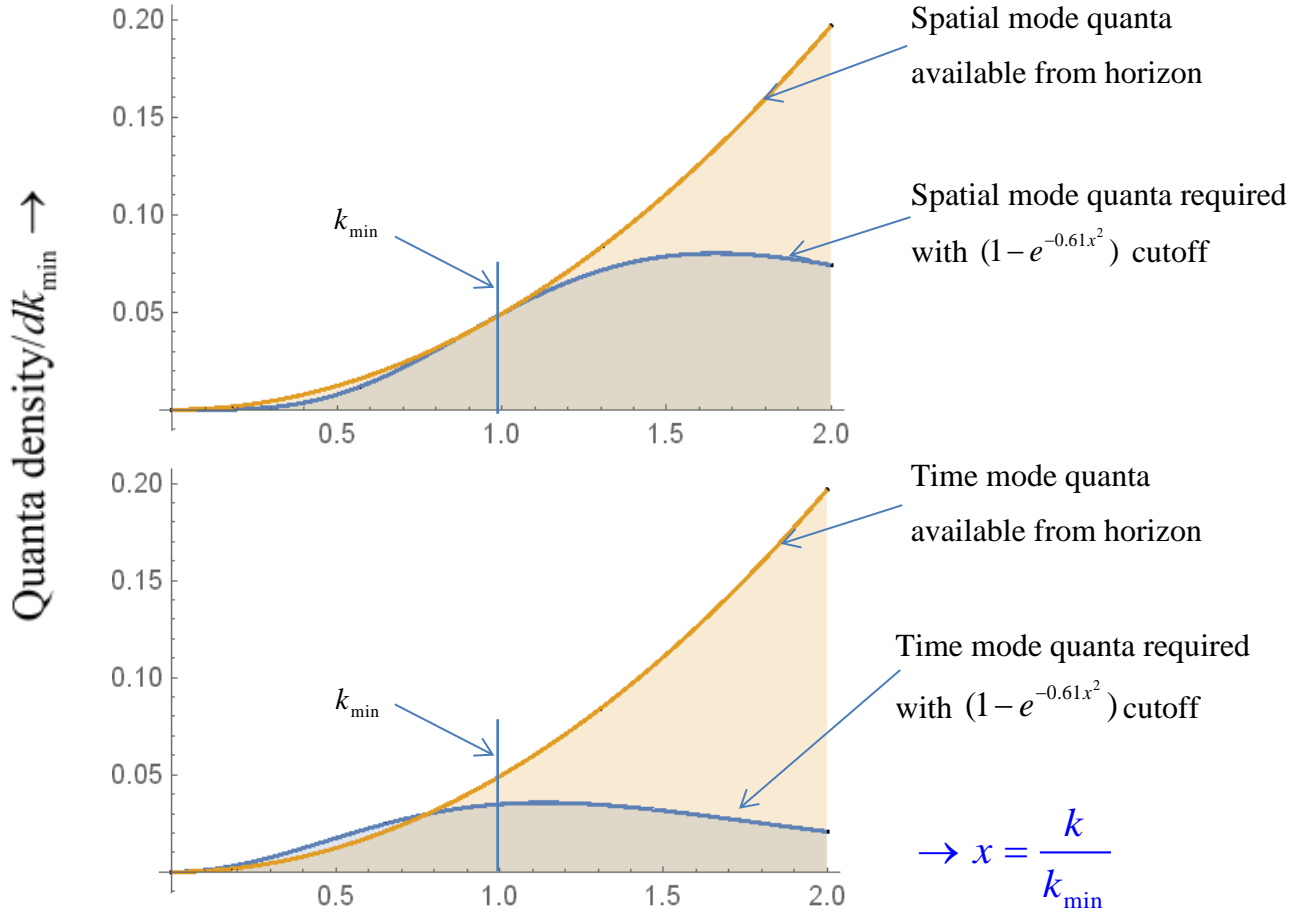 Quanta density/dk_min →
0.20
0.15
0.10
0.05
0.5 1.0 1.5 2.0
k_min
Spatial mode quanta
available from horizon
Spatial mode quanta required
with (1 − e^{−0.61x²}) cutoff
0.20
0.15
0.10
0.05
0.5 1.0 1.5 2.0
k_min
Time mode quanta
available from horizon
Time mode quanta required
with (1 − e^{−0.61x²}) cutoff
→ x = k / k_min